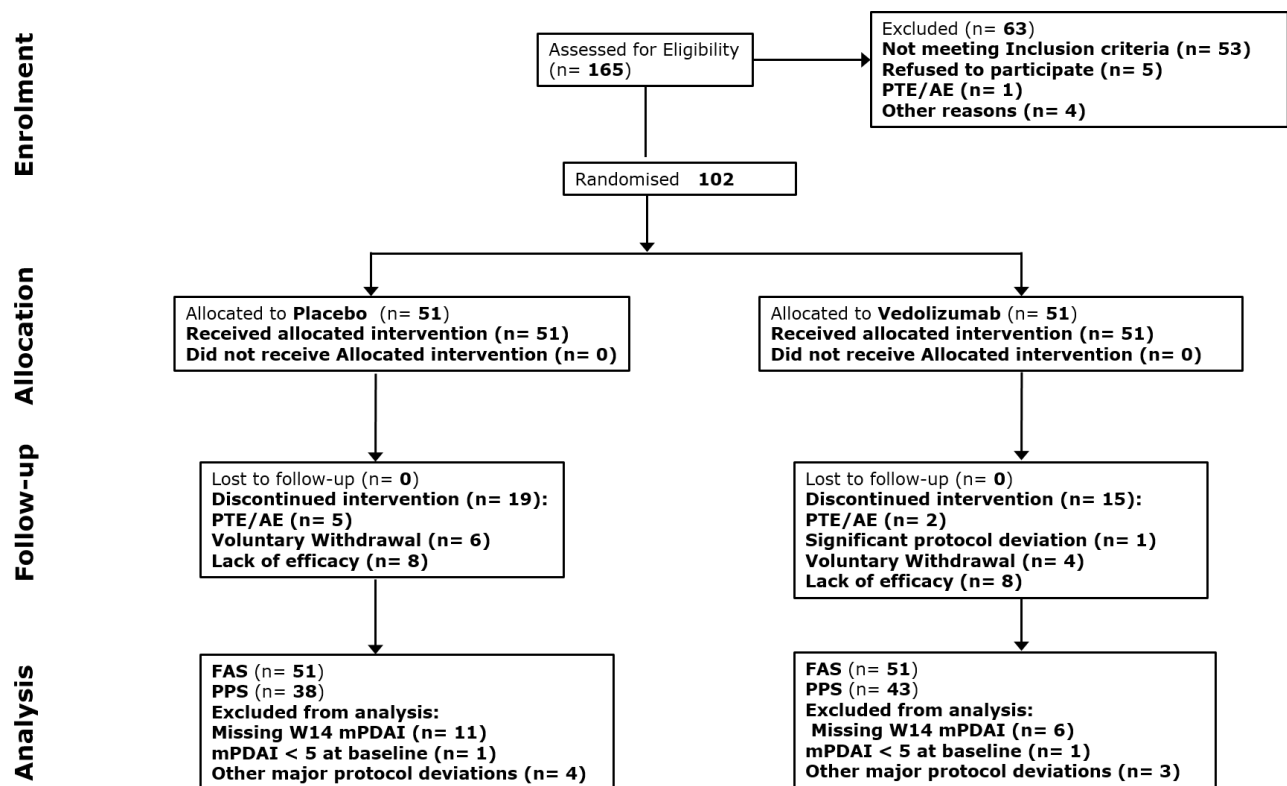 Enrolment
Assessed for Eligibility
(n= 165)
Excluded (n= 63)
Not meeting Inclusion criteria (n= 53)
Refused to participate (n= 5)
PTE/AE (n= 1)
Other reasons (n= 4)
Randomised 102
Allocation
Allocated to Placebo (n= 51)
Received allocated intervention (n= 51)
Did not receive Allocated intervention (n= 0)
Allocated to Vedolizumab (n= 51)
Received allocated intervention (n= 51)
Did not receive Allocated intervention (n= 0)
Follow-up
Lost to follow-up (n= 0)
Discontinued intervention (n= 19):
PTE/AE (n= 5)
Voluntary Withdrawal (n= 6)
Lack of efficacy (n= 8)
Lost to follow-up (n= 0)
Discontinued intervention (n= 15):
PTE/AE (n= 2)
Significant protocol deviation (n= 1)
Voluntary Withdrawal (n= 4)
Lack of efficacy (n= 8)
Analysis
FAS (n= 51)
PPS (n= 38)
Excluded from analysis:
Missing W14 mPDAI (n= 11)
mPDAI < 5 at baseline (n= 1)
Other major protocol deviations (n= 4)
FAS (n= 51)
PPS (n= 43)
Excluded from analysis:
Missing W14 mPDAI (n= 6)
mPDAI < 5 at baseline (n= 1)
Other major protocol deviations (n= 3)